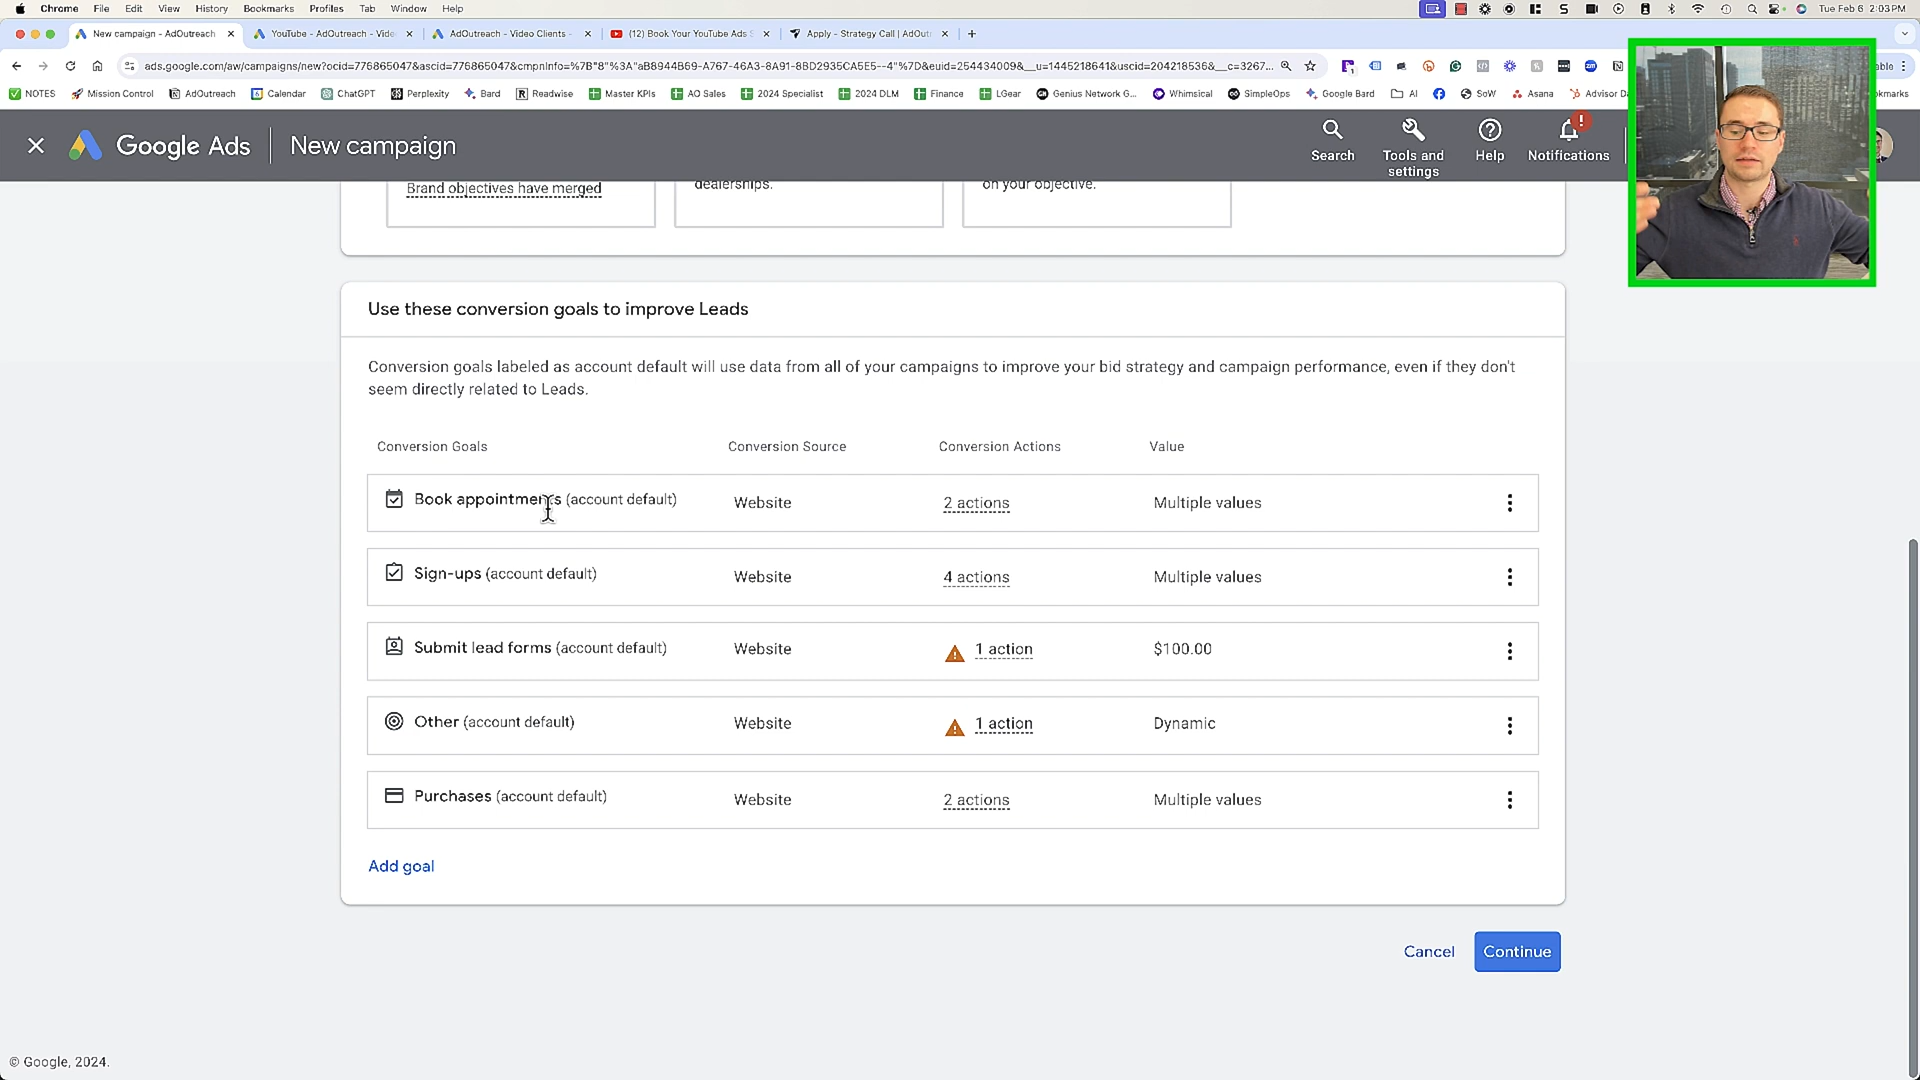 Chrome File Edit View History Bookmarks Profiles Tab Window Help
Tue Feb 6 2:03 PM
New campaign - AdOutreach
YouTube - AdOutreach - Vide
AdOutreach - Video Clients -
(12) Book Your YouTube Ads S
Apply - Strategy Call | AdOut
NOTES
Mission Control
AdOutreach
Calendar
ChatGPT
Perplexity
Bard
Readwise
Master KPIs
AO Sales
2024 Specialist
2024 DLM
Finance
LGear
Genius Network G...
Whimsical
SimpleOps
Google Bard
AI
SoW
Asana
Google Ads
New campaign
Search
Tools and
settings
Help
Notifications
Brand objectives have merged
dealerships.
on your objective.
Use these conversion goals to improve Leads
Conversion goals labeled as account default will use data from all of your campaigns to improve your bid strategy and campaign performance, even if they don't
seem directly related to Leads.
Conversion Goals Conversion Source Conversion Actions Value
Book appointments (account default) Website 2 actions Multiple values
Sign-ups (account default) Website 4 actions Multiple values
Submit lead forms (account default) Website 1 action $100.00
Other (account default) Website 1 action Dynamic
Purchases (account default) Website 2 actions Multiple values
Add goal
Cancel Continue
© Google, 2024.